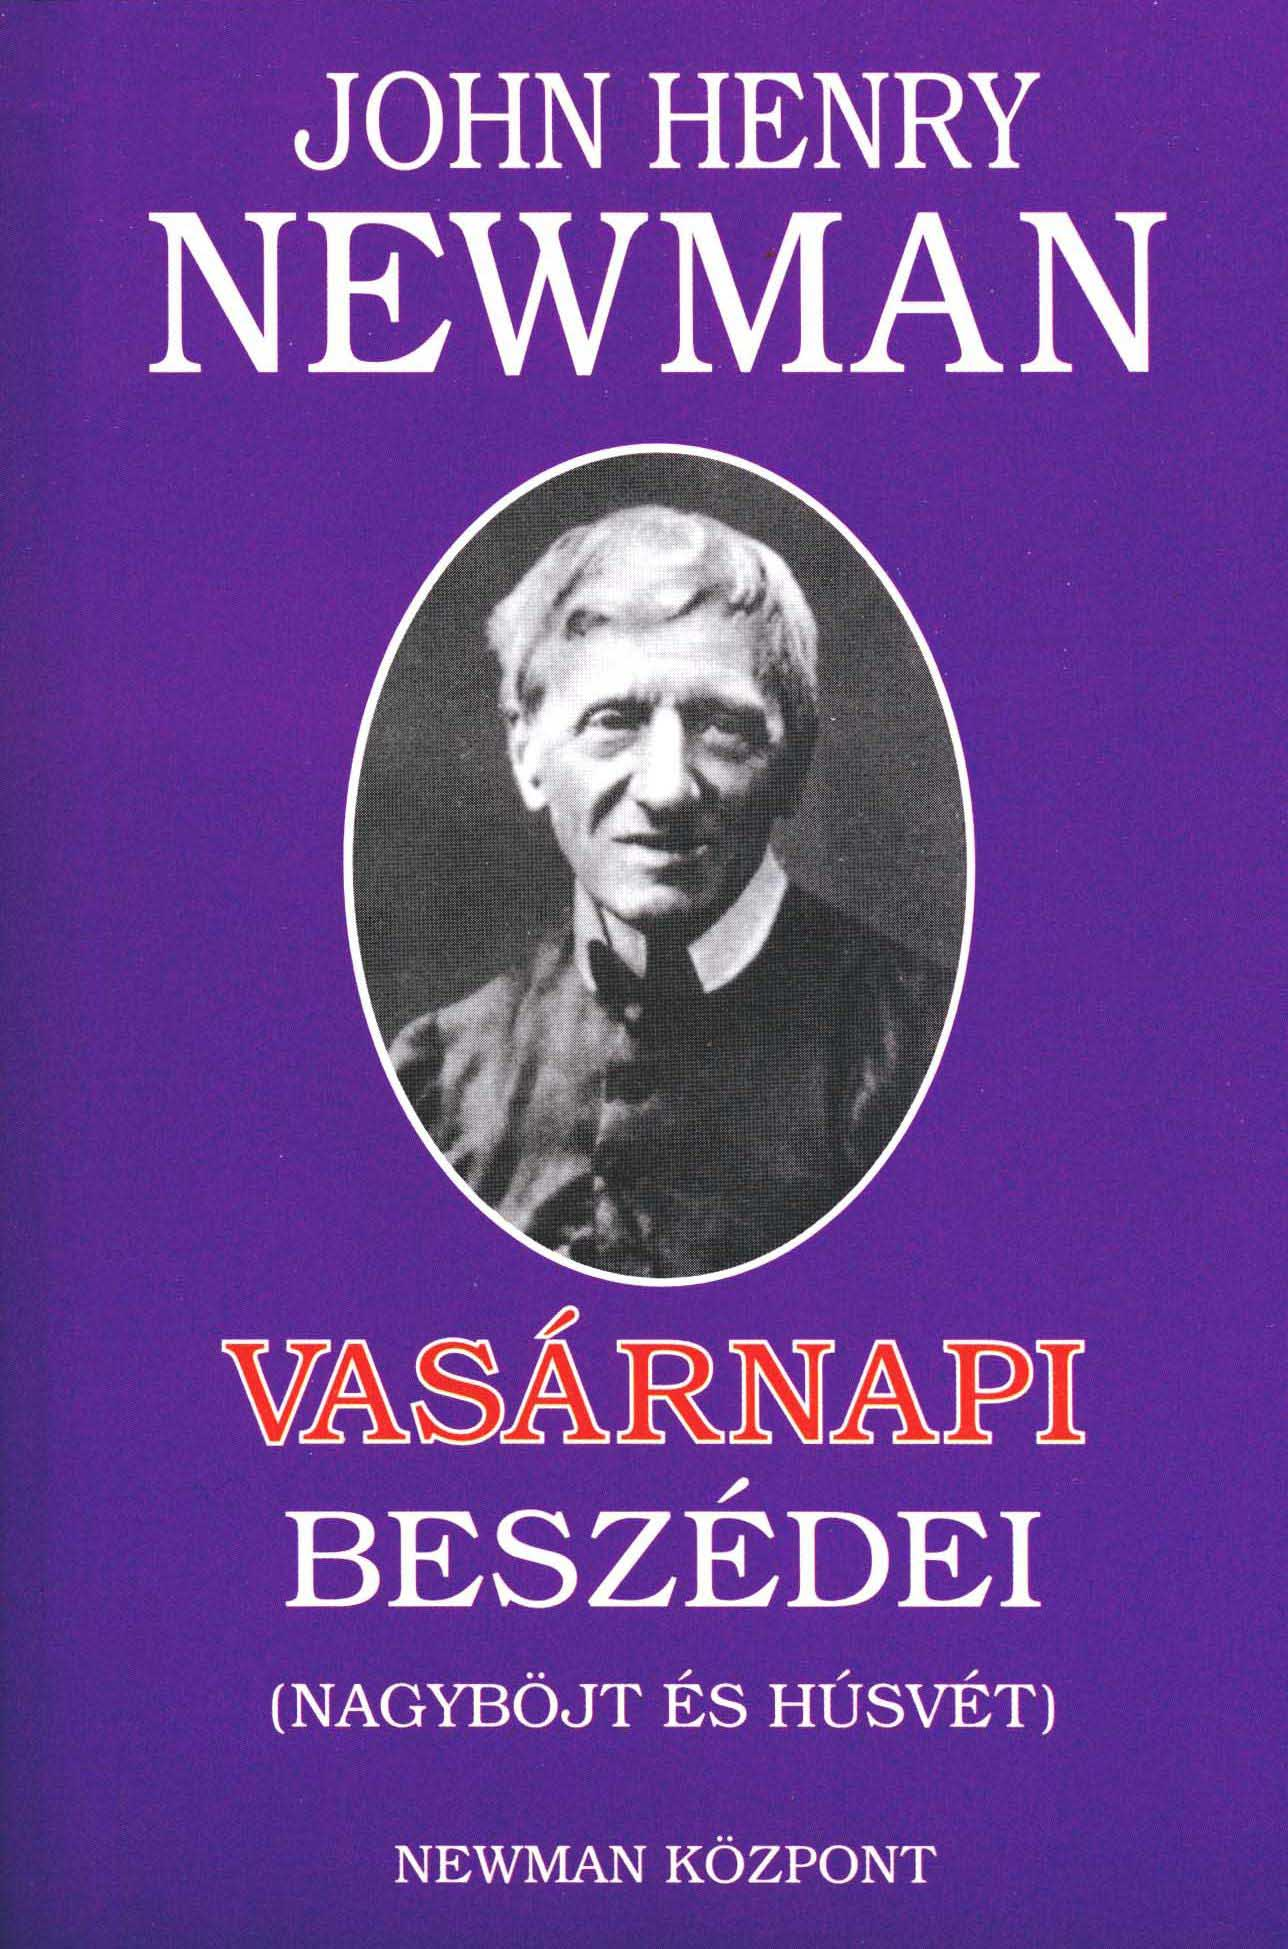 JOHN HENRY
NEWMAN
VASÁRNAPI
BESZÉDEI
(NAGYBÖJT ÉS HÚSVÉT)
NEWMAN KÖZPONT